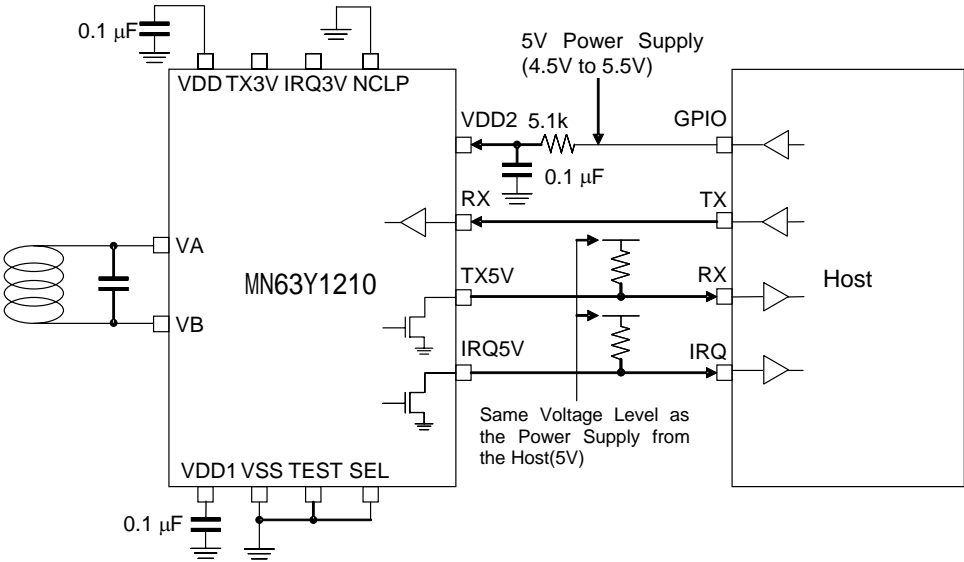 0.1 μF
5V Power Supply
(4.5V to 5.5V)
VDD TX3V IRQ3V NCLP
VDD2
5.1k
GPIO
0.1 μF
RX
TX
VA
MN63Y1210
TX5V
RX
Host
VB
IRQ5V
IRQ
Same Voltage Level as
the Power Supply from
the Host(5V)
VDD1 VSS TEST SEL
0.1 μF